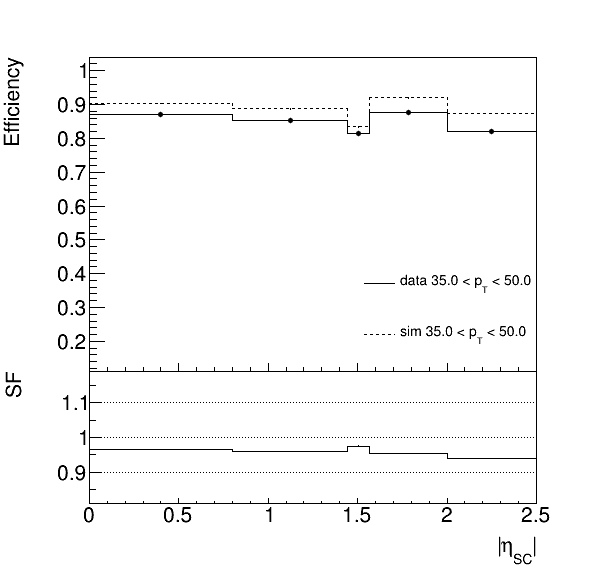 Efficiency
1
0.9
0.8
0.7
0.6
0.5
0.4
0.3
0.2
data 35.0 < p_T < 50.0
sim 35.0 < p_T < 50.0
SF
1.1
1
0.9
0 0.5 1 1.5 2 2.5
|η_SC|